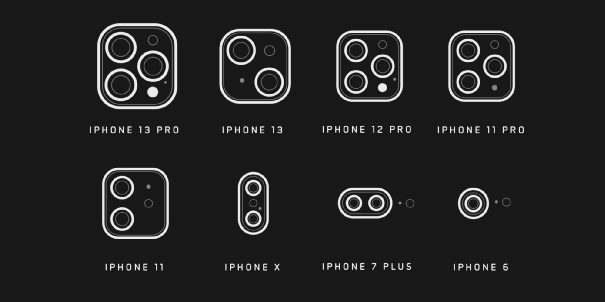 IPHONE 13 PRO
IPHONE 13
IPHONE 12 PRO
IPHONE 11 PRO
IPHONE 11
IPHONE X
IPHONE 7 PLUS
IPHONE 6